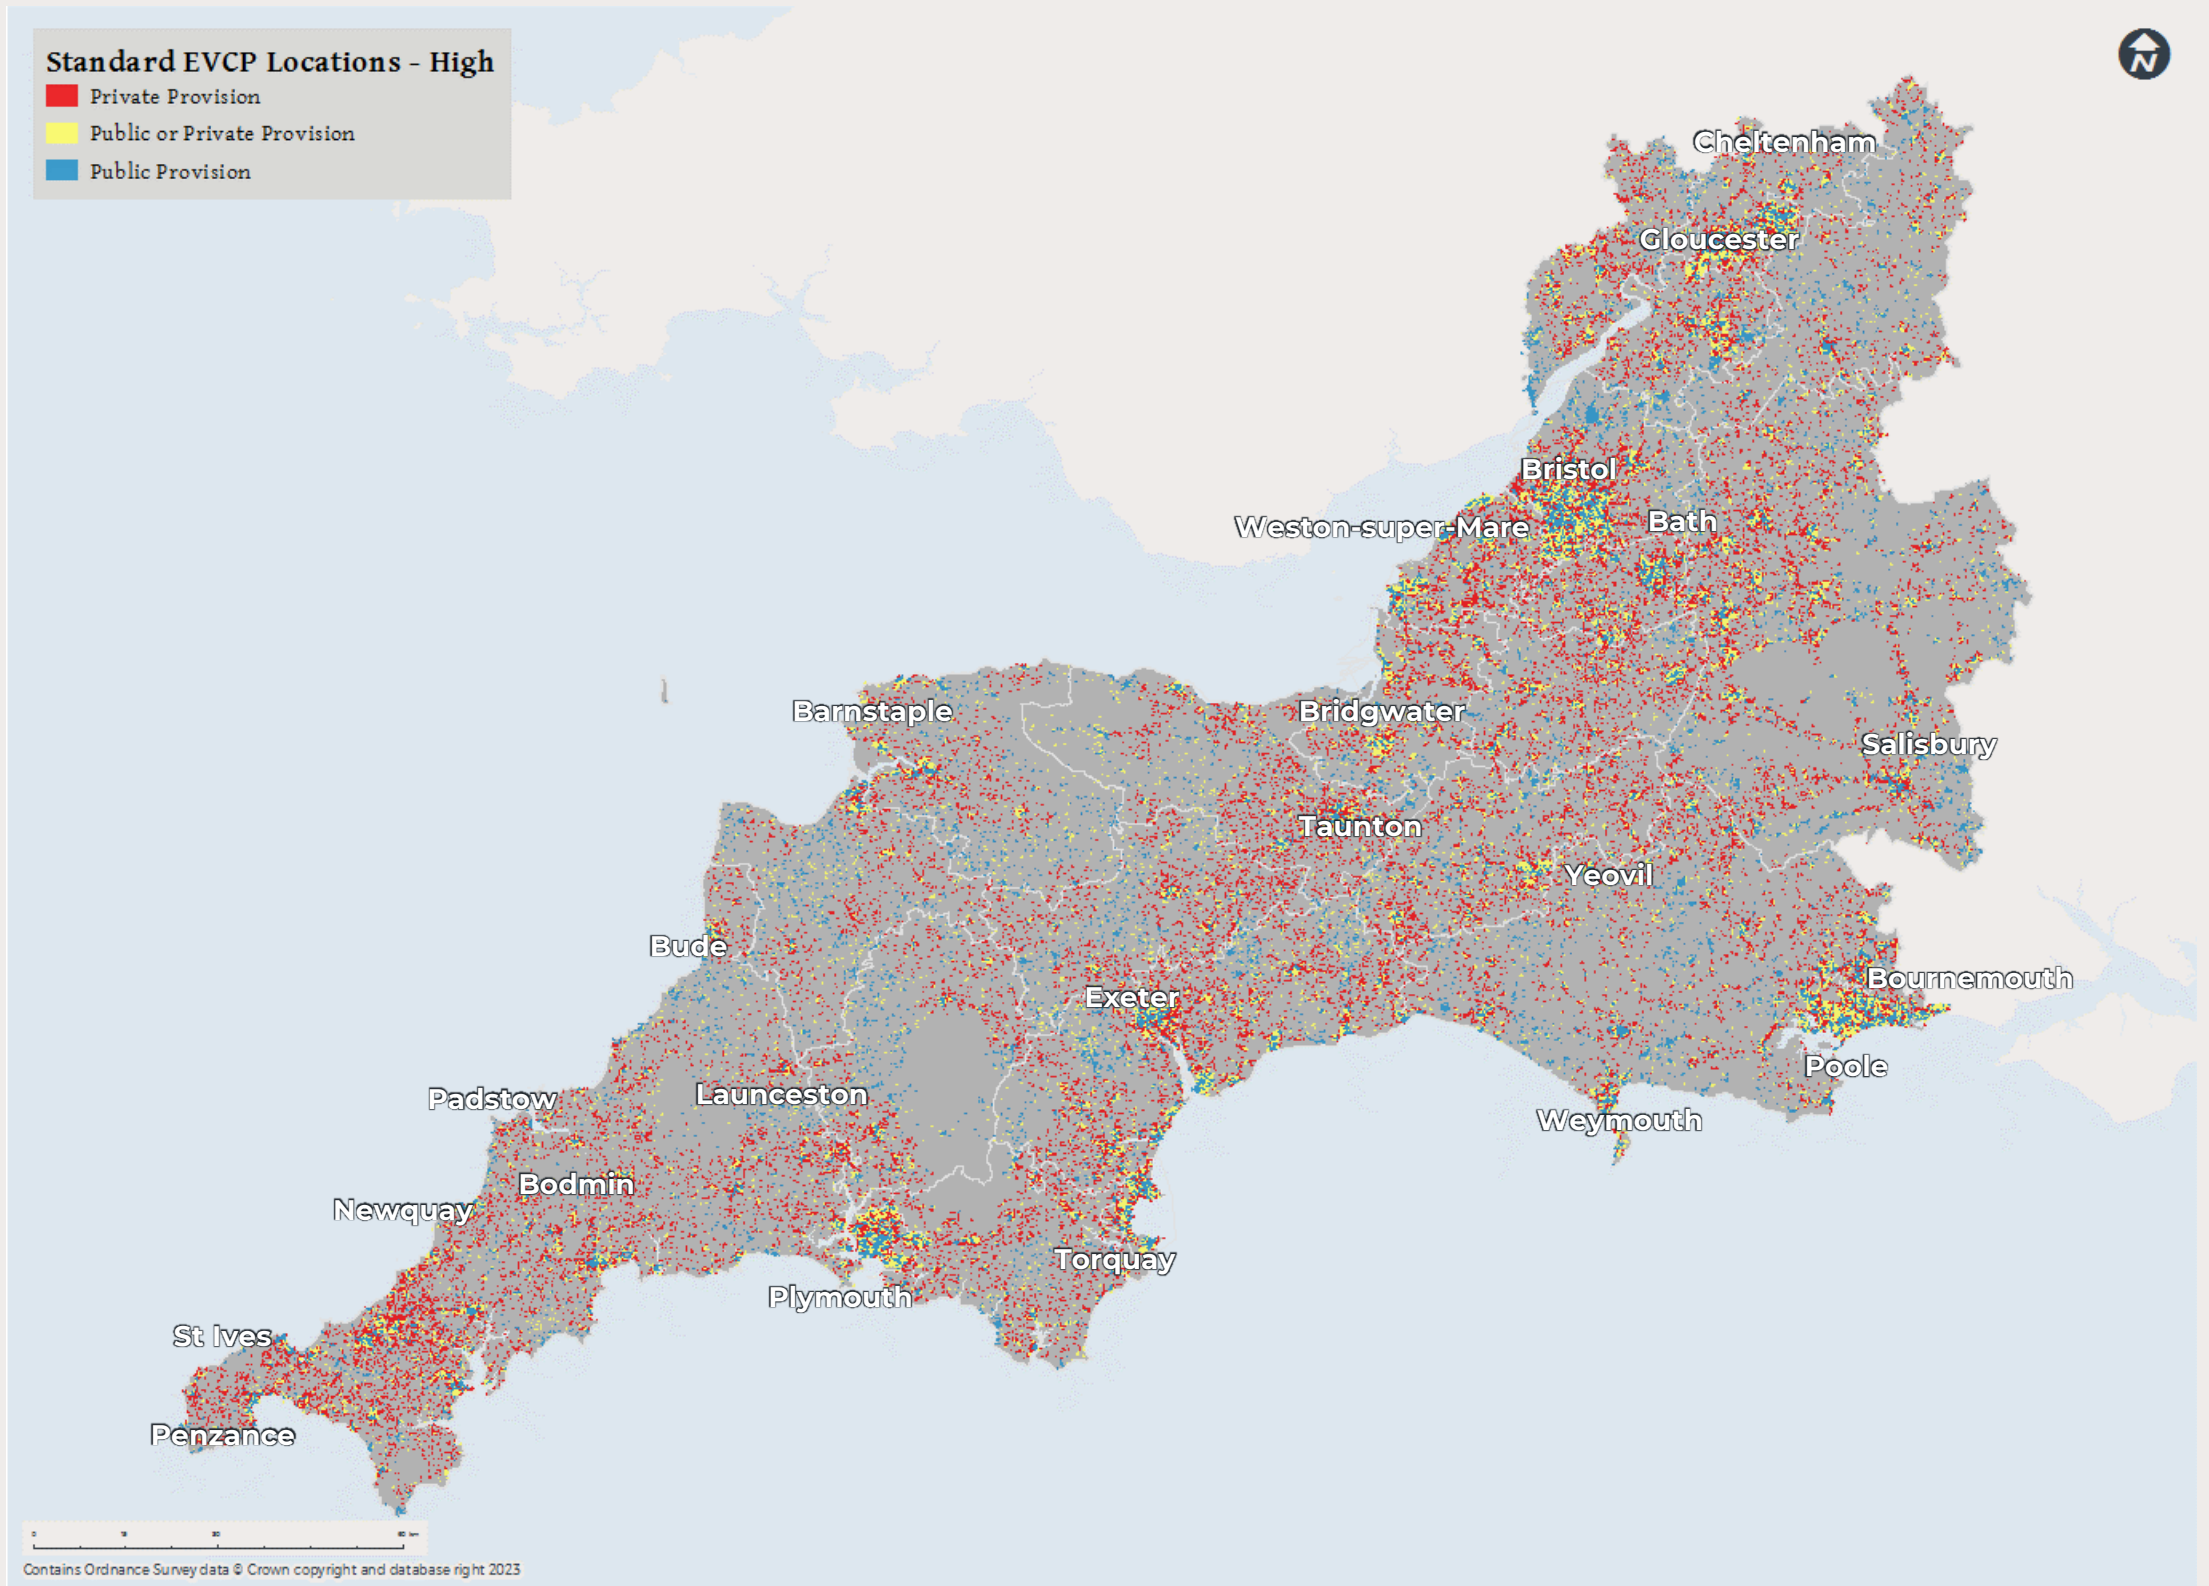 Standard EVCP Locations - High
Private Provision
Public or Private Provision
Public Provision
N
Cheltenham
Gloucester
Bristol
Weston-super-Mare
Bath
Barnstaple
Bridgwater
Salisbury
Taunton
Yeovil
Bude
Exeter
Bournemouth
Poole
Padstow
Launceston
Weymouth
Bodmin
Newquay
Torquay
Plymouth
St Ives
Penzance
Contains Ordnance Survey data © Crown copyright and database right 2023